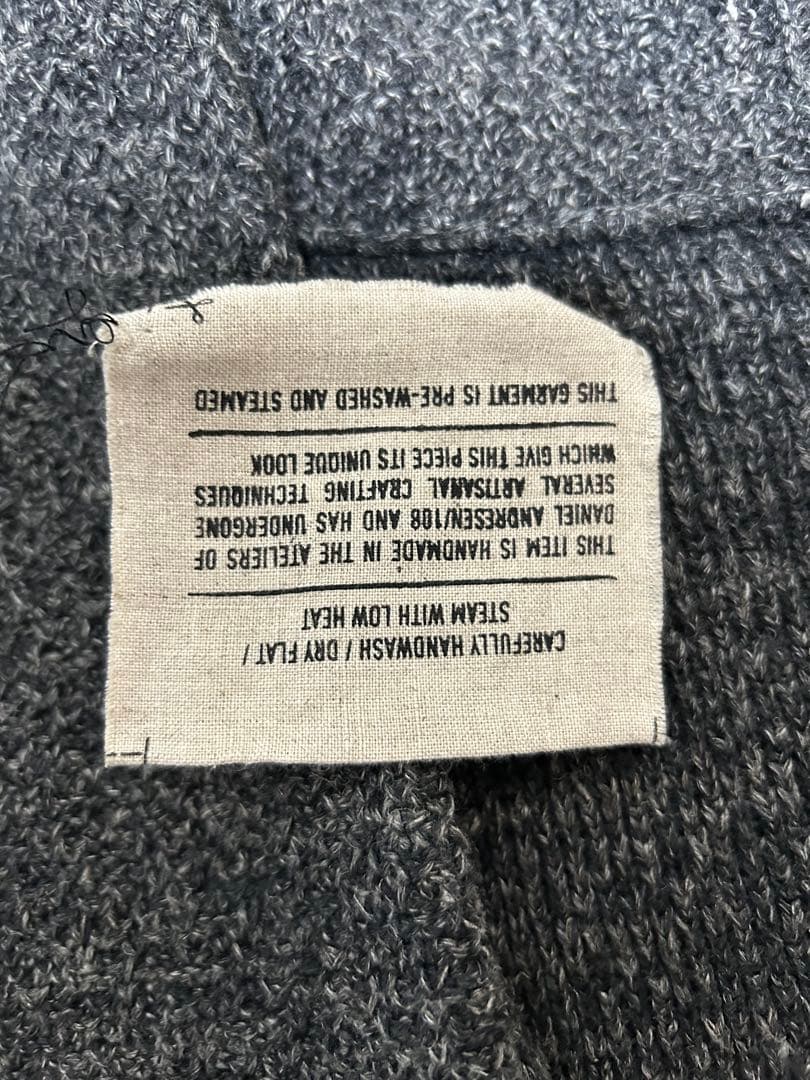 CAREFULLY HANDWASH / DRY FLAT /
STEAM WITH LOW HEAT
THIS ITEM IS HANDMADE IN THE ATELIERS OF
DANIEL ANDRESEN/108 AND HAS UNDERGONE
SEVERAL ARTISANAL CRAFTING TECHNIQUES
WHICH GIVE THIS PIECE ITS UNIQUE LOOK
THIS GARMENT IS PRE-WASHED AND STEAMED